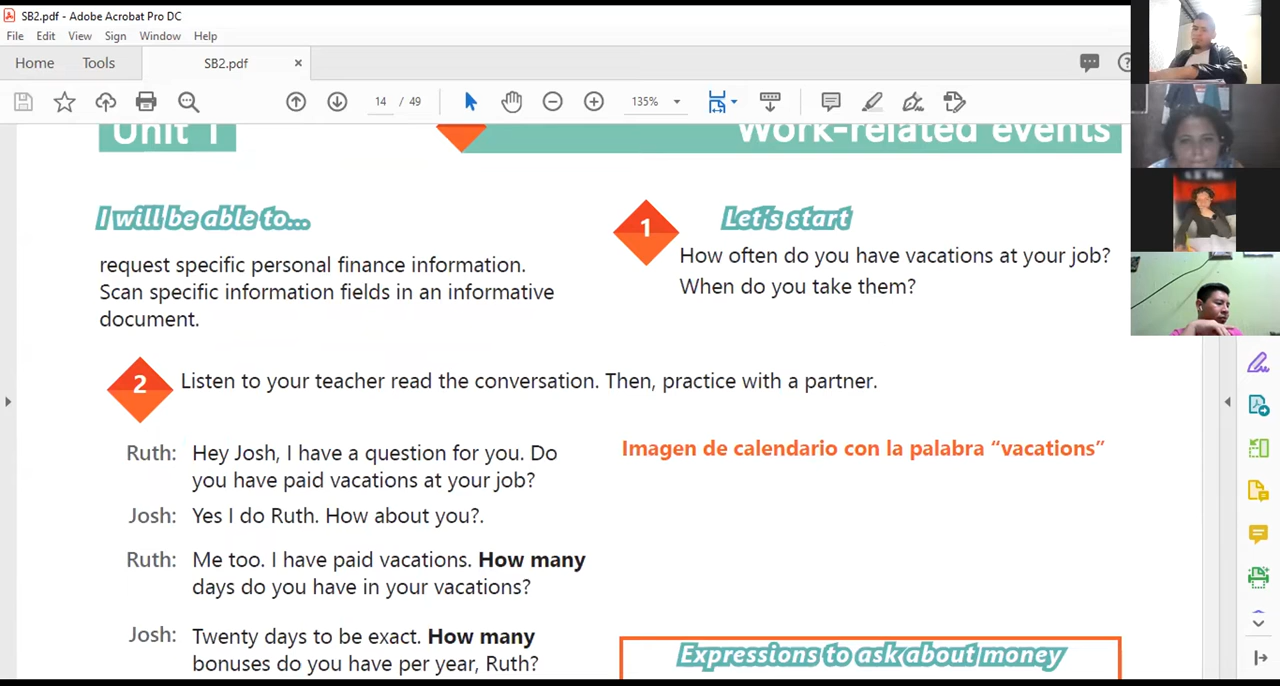 SB2.pdf - Adobe Acrobat Pro DC
File Edit View Sign Window Help
Home Tools SB2.pdf ×
14 / 49 135%
Unit 1 Work-related events
I will be able to...
request specific personal finance information.
Scan specific information fields in an informative
document.
1 Let's start
How often do you have vacations at your job?
When do you take them?
2 Listen to your teacher read the conversation. Then, practice with a partner.
Ruth: Hey Josh, I have a question for you. Do
you have paid vacations at your job?
Josh: Yes I do Ruth. How about you?.
Ruth: Me too. I have paid vacations. How many
days do you have in your vacations?
Josh: Twenty days to be exact. How many
bonuses do you have per year, Ruth?
Imagen de calendario con la palabra “vacations”
Expressions to ask about money